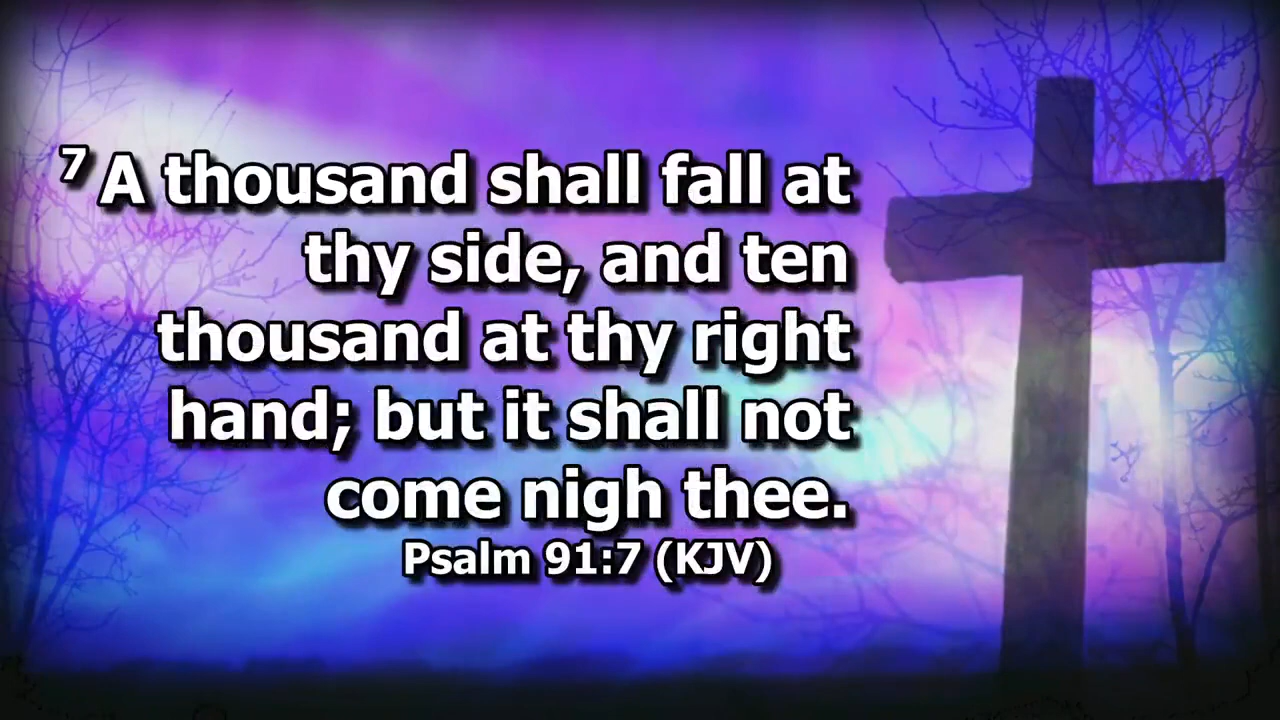 7 A thousand shall fall at
thy side, and ten
thousand at thy right
hand; but it shall not
come nigh thee.
Psalm 91:7 (KJV)